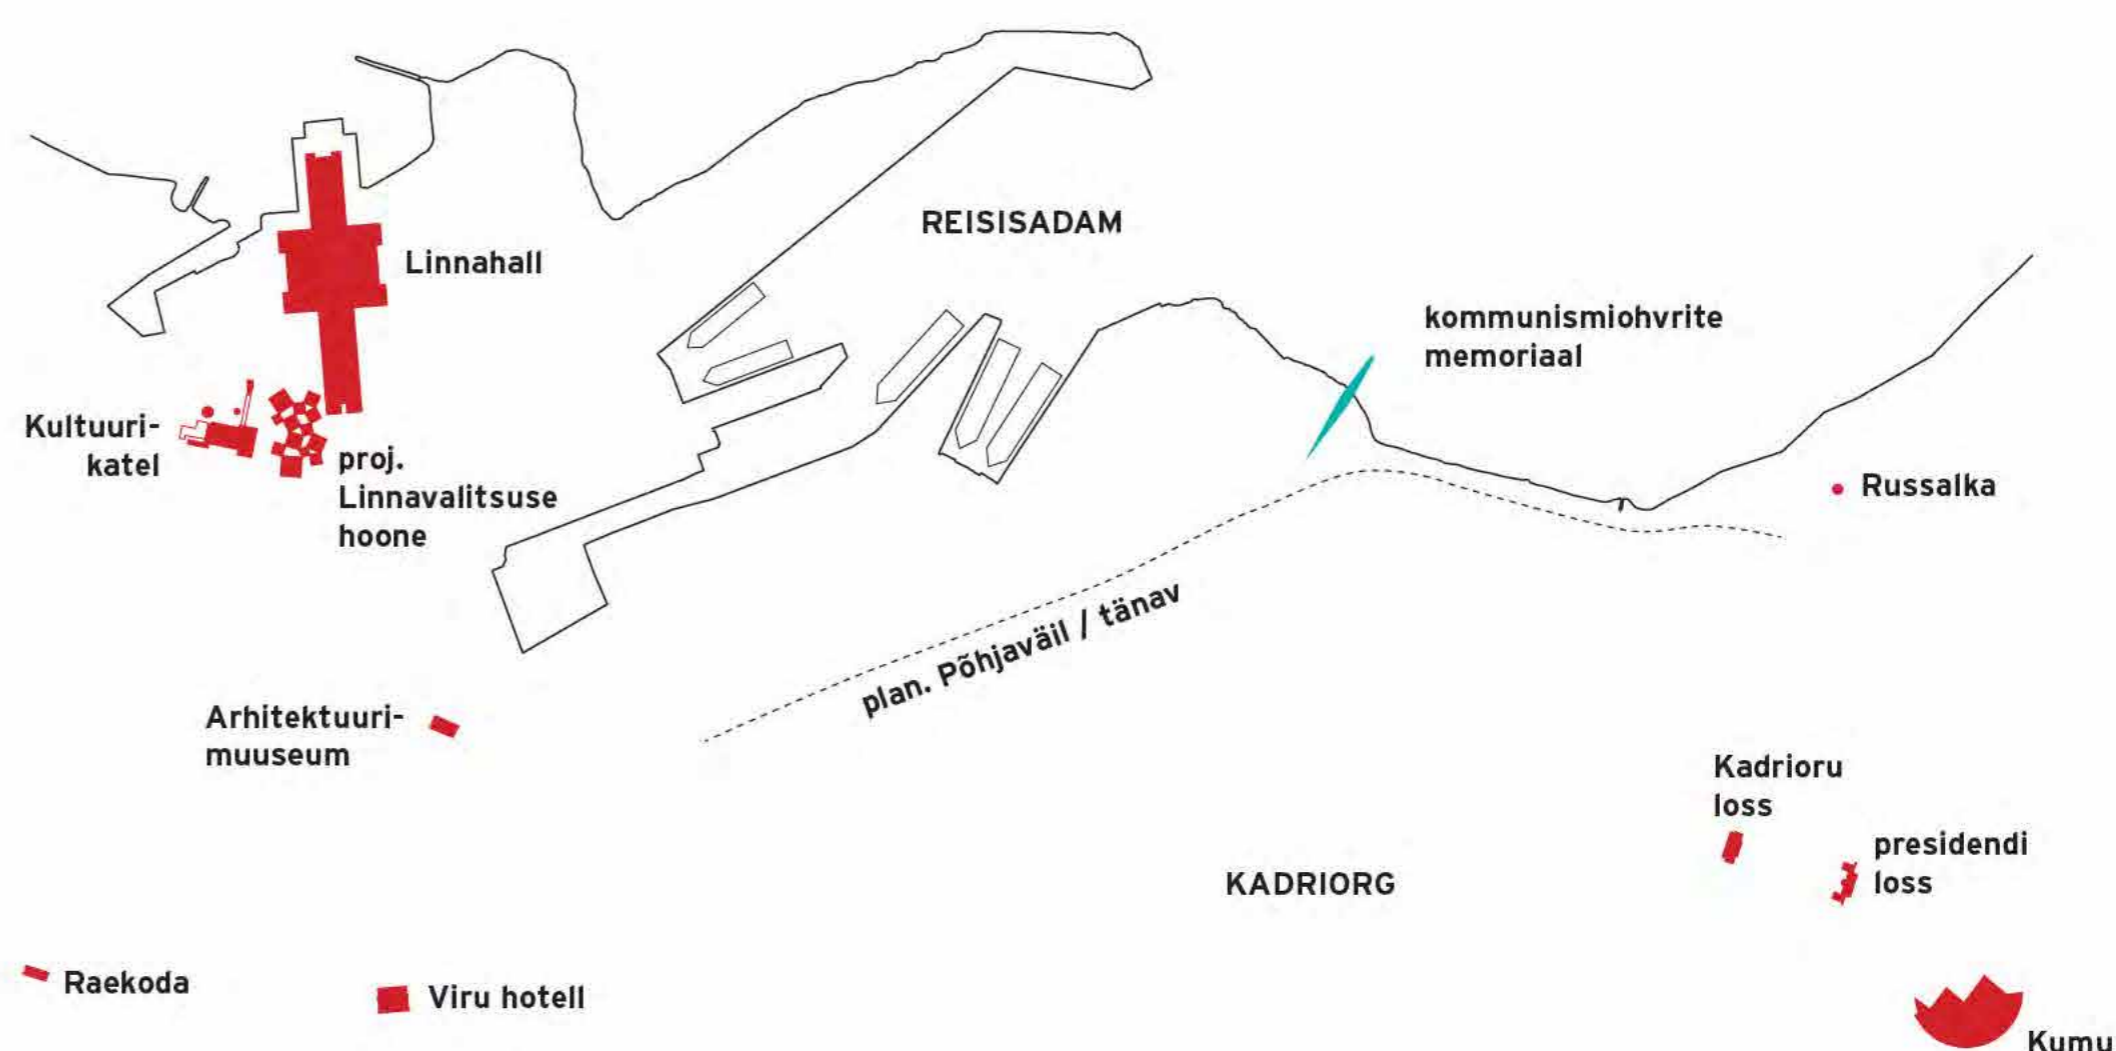 REISISADAM
Linnahall
kommunismiohvrite
memoriaal
Kultuuri-
katel
proj.
Linnavalitsuse
hoone
Russalka
plan. Põhjaväil / tänav
Arhitektuuri-
muuseum
Kadrioru
loss
presidendi
loss
KADRIORG
Raekoda
Viru hotell
Kumu